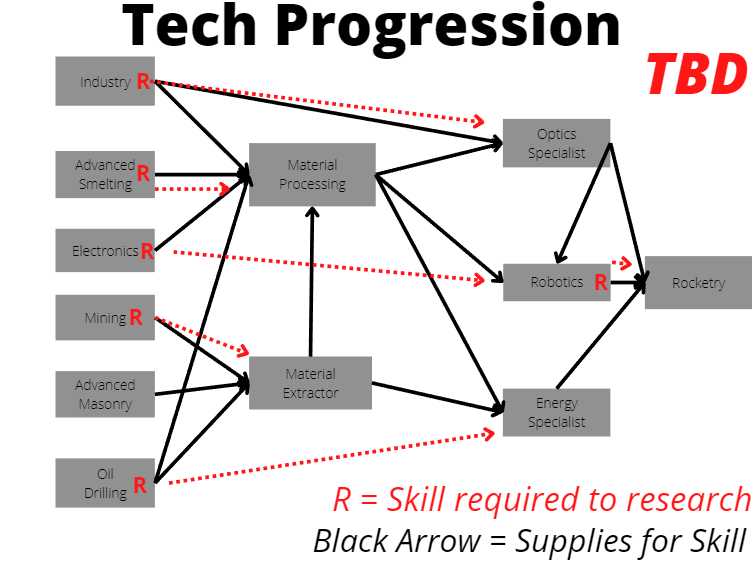 Tech Progression
TBD
Industry R
Advanced
Smelting R
Electronics R
Mining R
Advanced
Masonry
Oil
Drilling R
Material
Processing
Material
Extractor
Optics
Specialist
Robotics R
Rocketry
Energy
Specialist
R = Skill required to research
Black Arrow = Supplies for Skill